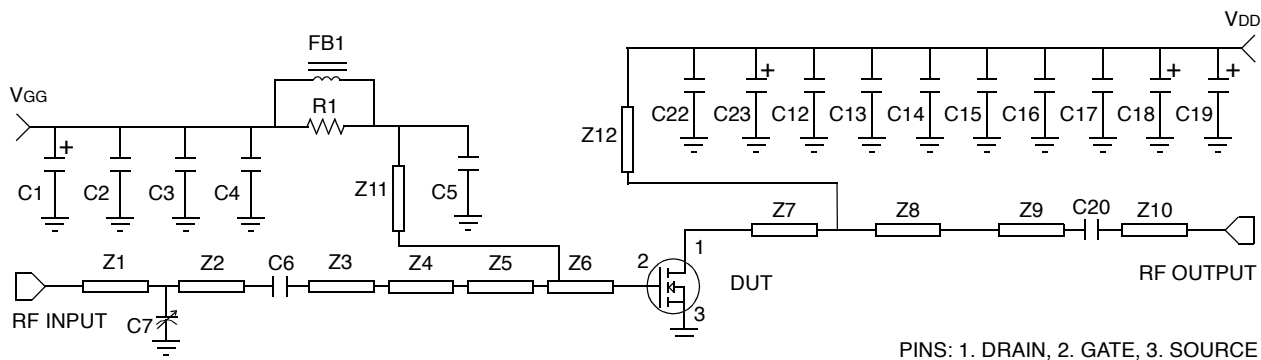 VDD
FB1
VGG
R1
+
C22
C23
+
C12
C13
C14
C15
C16
C17
C18
+
C19
+
Z12
C1
C2
C3
C4
Z11
C5
Z7
Z8
Z9
C20
Z10
1
RF OUTPUT
Z1
Z2
C6
Z3
Z4
Z5
Z6
2
DUT
3
RF INPUT
C7
PINS: 1. DRAIN, 2. GATE, 3. SOURCE